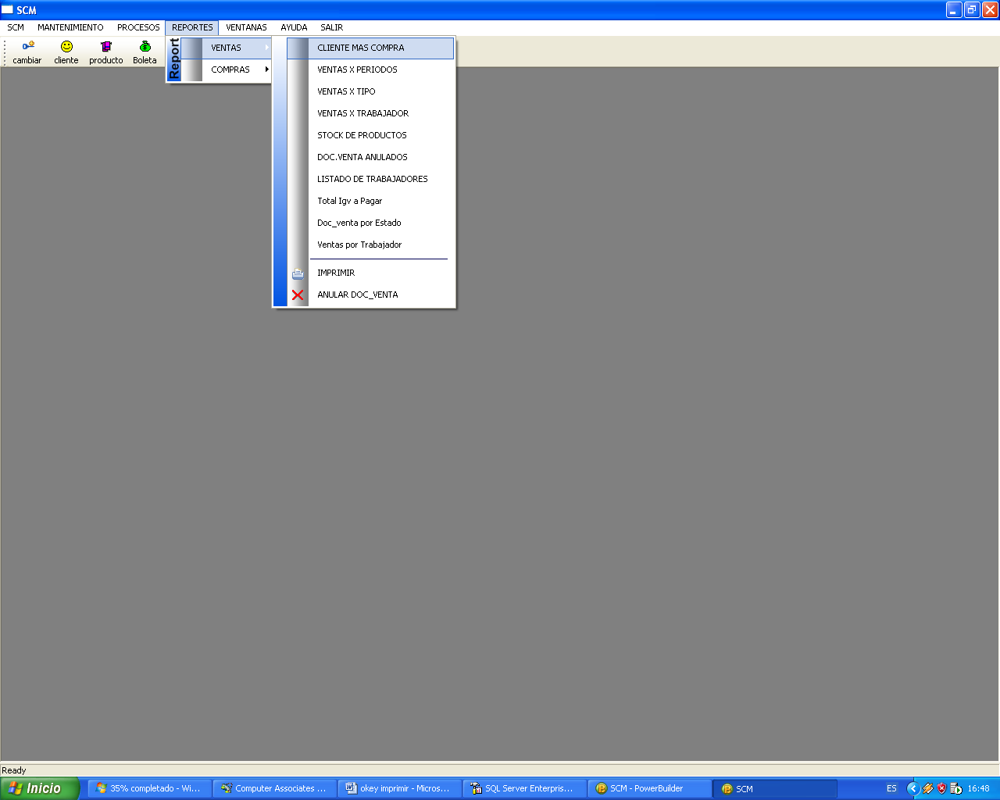 SCM
SCM MANTENIMIENTO PROCESOS REPORTES VENTANAS AYUDA SALIR
cambiar cliente producto Boleta
Report
VENTAS
COMPRAS
CLIENTE MAS COMPRA
VENTAS X PERIODOS
VENTAS X TIPO
VENTAS X TRABAJADOR
STOCK DE PRODUCTOS
DOC.VENTA ANULADOS
LISTADO DE TRABAJADORES
Total Igv a Pagar
Doc_venta por Estado
Ventas por Trabajador
IMPRIMIR
ANULAR DOC_VENTA
Ready
Inicio 35% completado - Wi... Computer Associates ... okey imprimir - Micros... SQL Server Enterpris... SCM - PowerBuilder SCM ES 16:48